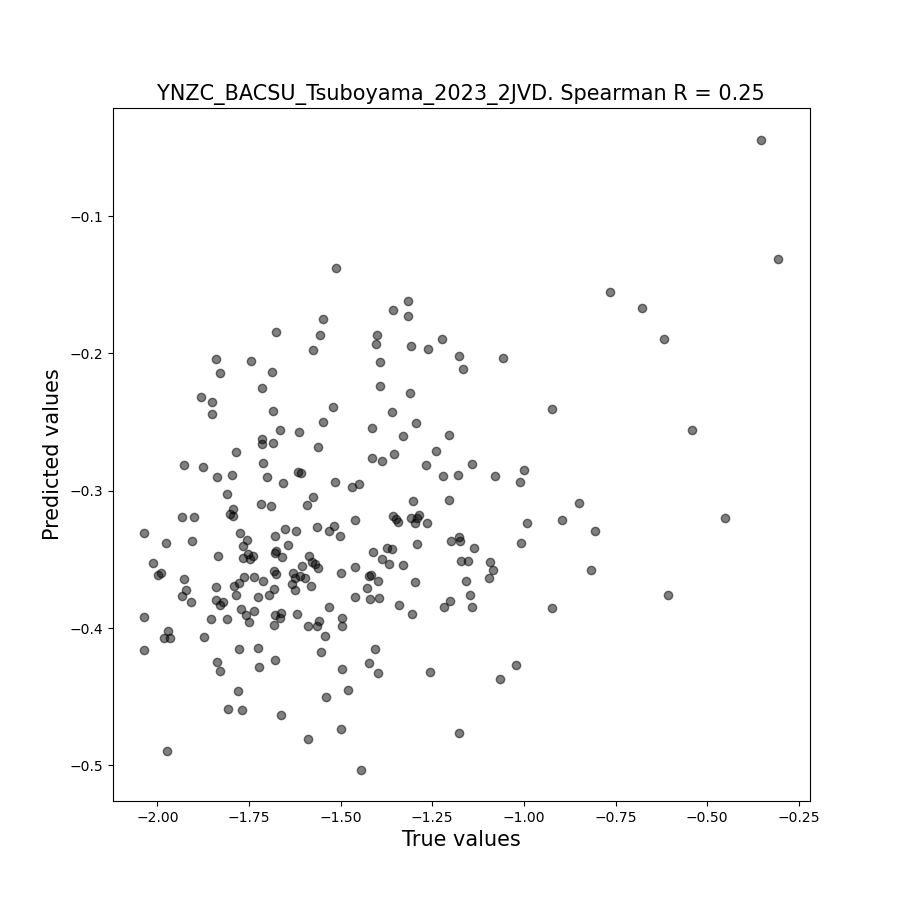 YNZC_BACSU_Tsuboyama_2023_2JVD. Spearman R = 0.25
Predicted values
−0.1
−0.2
−0.3
−0.4
−0.5
−2.00 −1.75 −1.50 −1.25 −1.00 −0.75 −0.50 −0.25
True values